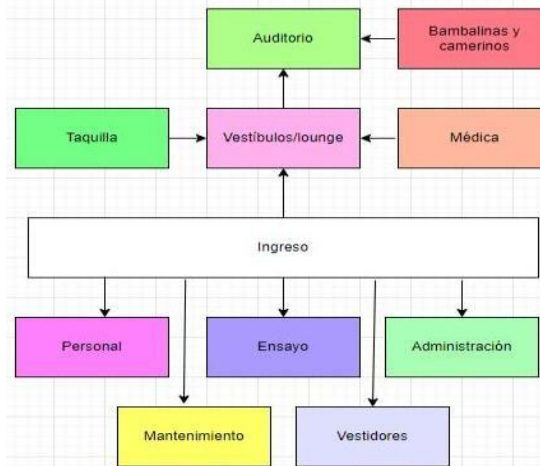 Auditorio
Bambalinas y
camerinos
Taquilla
Vestíbulos/lounge
Médica
Ingreso
Personal
Ensayo
Administración
Mantenimiento
Vestidores